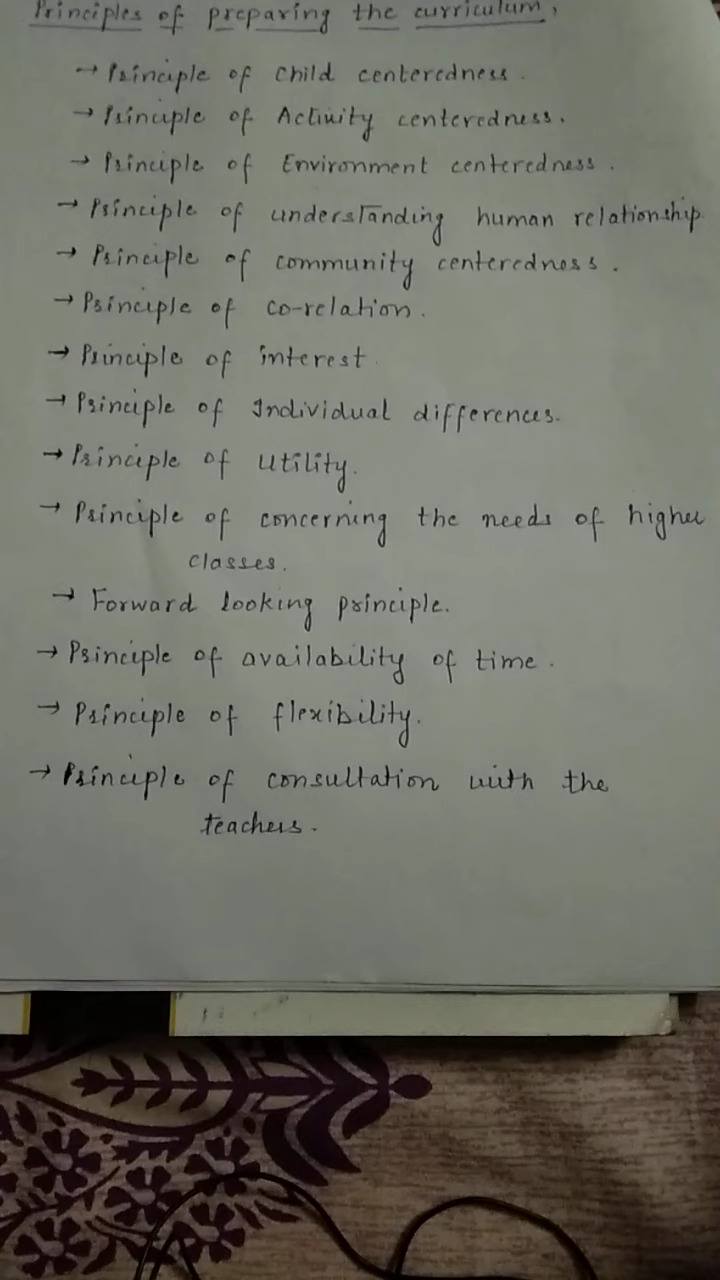 Principles of preparing the curriculum,
→ Principle of child centeredness.
→ Principle of Activity centeredness.
→ Principle of Environment centeredness.
→ Principle of understanding human relationship
→ Principle of community centeredness.
→ Principle of co-relation.
→ Principle of interest.
→ Principle of Individual differences.
→ Principle of Utility.
→ Principle of concerning the needs of higher
classes.
→ Forward looking principle.
→ Principle of availability of time.
→ Principle of flexibility.
→ Principle of consultation with the
teachers.